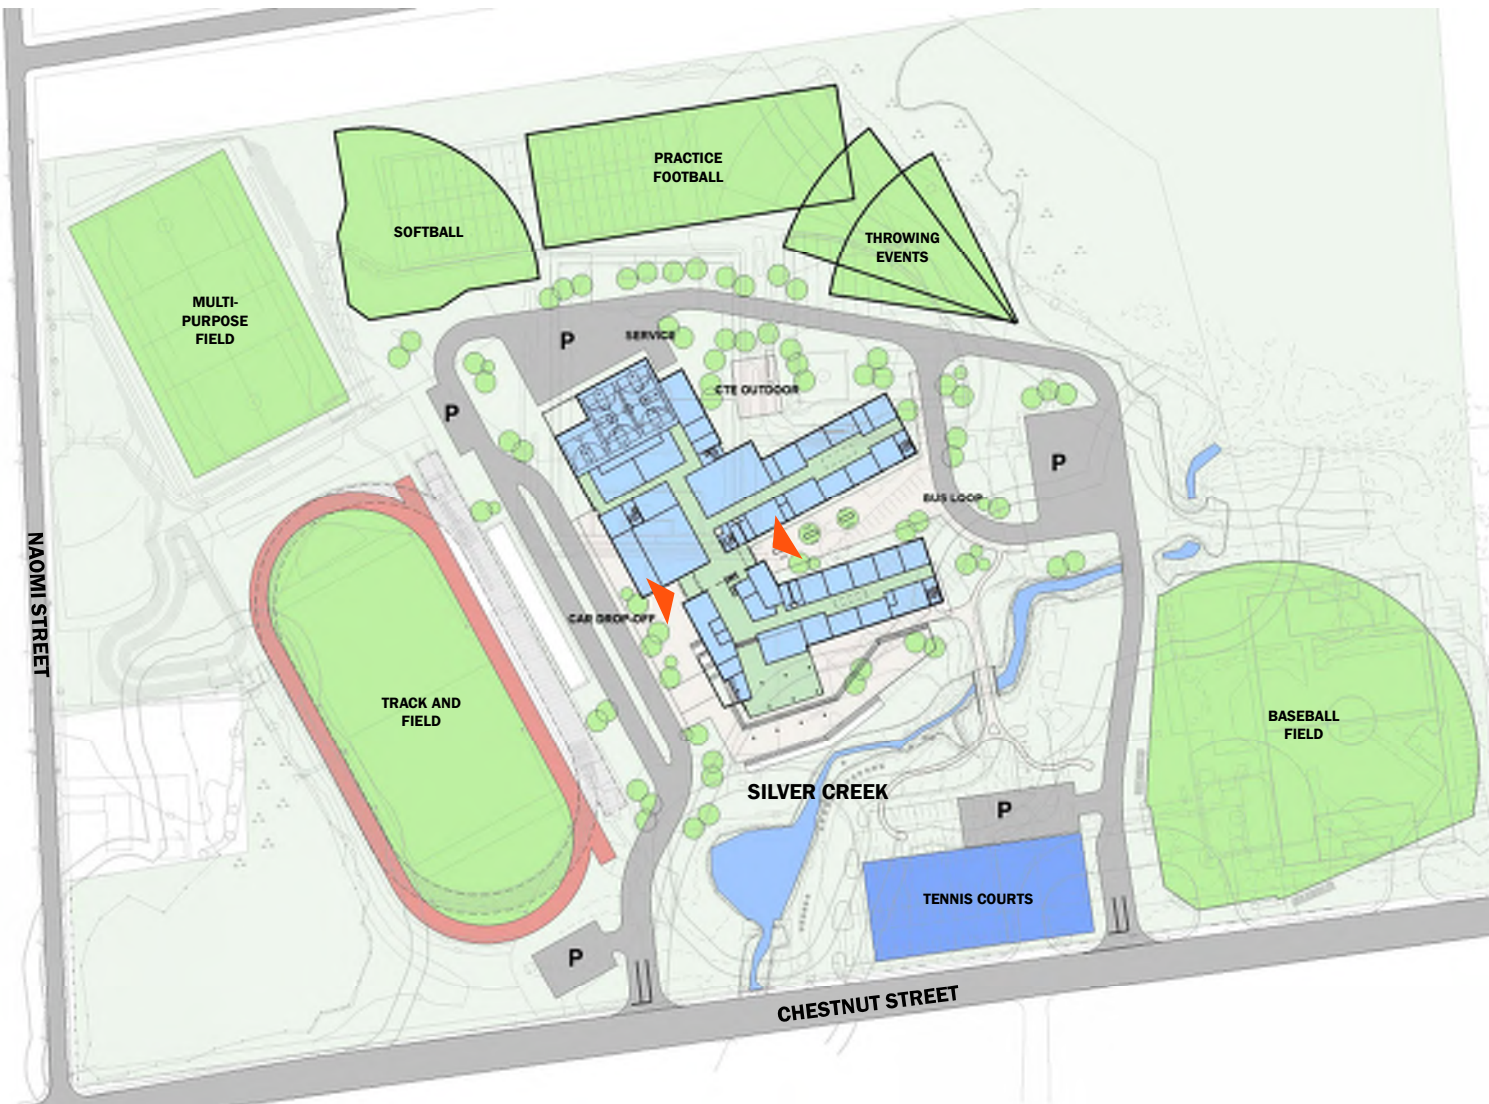 PRACTICE
FOOTBALL
SOFTBALL
THROWING
EVENTS
MULTI-
PURPOSE
FIELD
P
SERVICE
CTE OUTDOOR
P
P
BUS LOOP
NAOMI STREET
CAR DROP-OFF
TRACK AND
FIELD
BASEBALL
FIELD
SILVER CREEK
P
TENNIS COURTS
P
CHESTNUT STREET